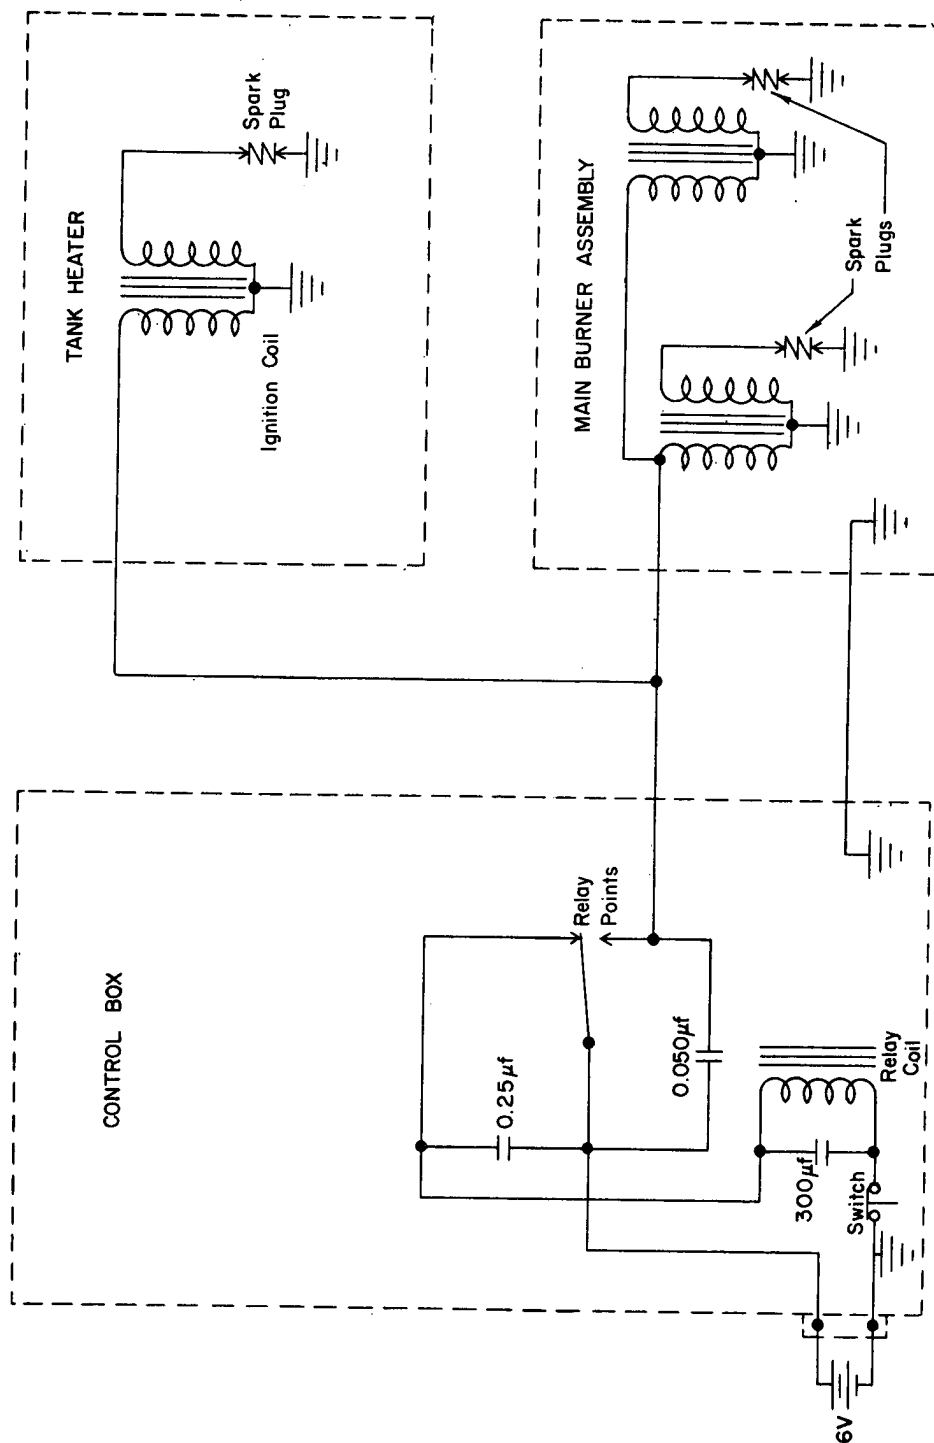 CONTROL BOX
0.25µf
Relay
Points
0.050µf
300µf
Relay
Coil
Switch
6V
TANK HEATER
Spark
Plug
Ignition Coil
MAIN BURNER ASSEMBLY
Spark
Plugs